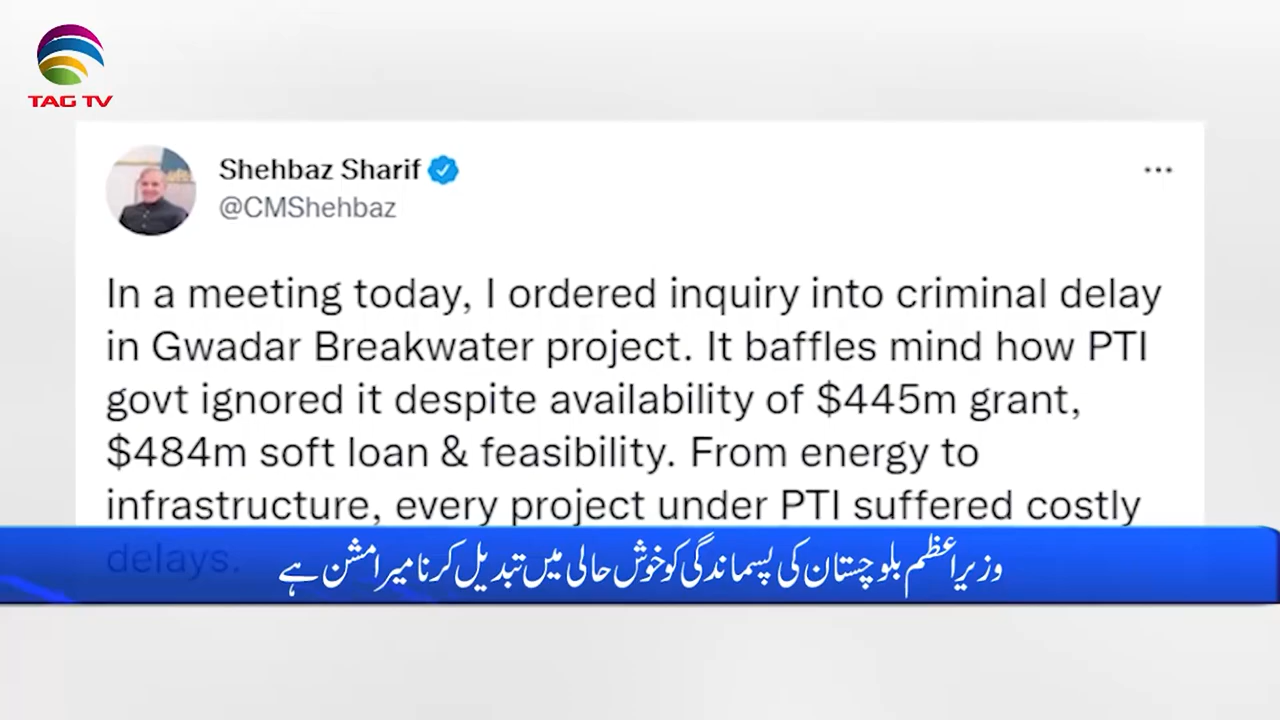 TAG TV
Shehbaz Sharif
@CMShehbaz
In a meeting today, I ordered inquiry into criminal delay
in Gwadar Breakwater project. It baffles mind how PTI
govt ignored it despite availability of $445m grant,
$484m soft loan & feasibility. From energy to
infrastructure, every project under PTI suffered costly
delays.
وزیراعظم بلوچستان کی پسماندگی کو خوش حالی میں تبدیل کرنا میرا مشن ہے